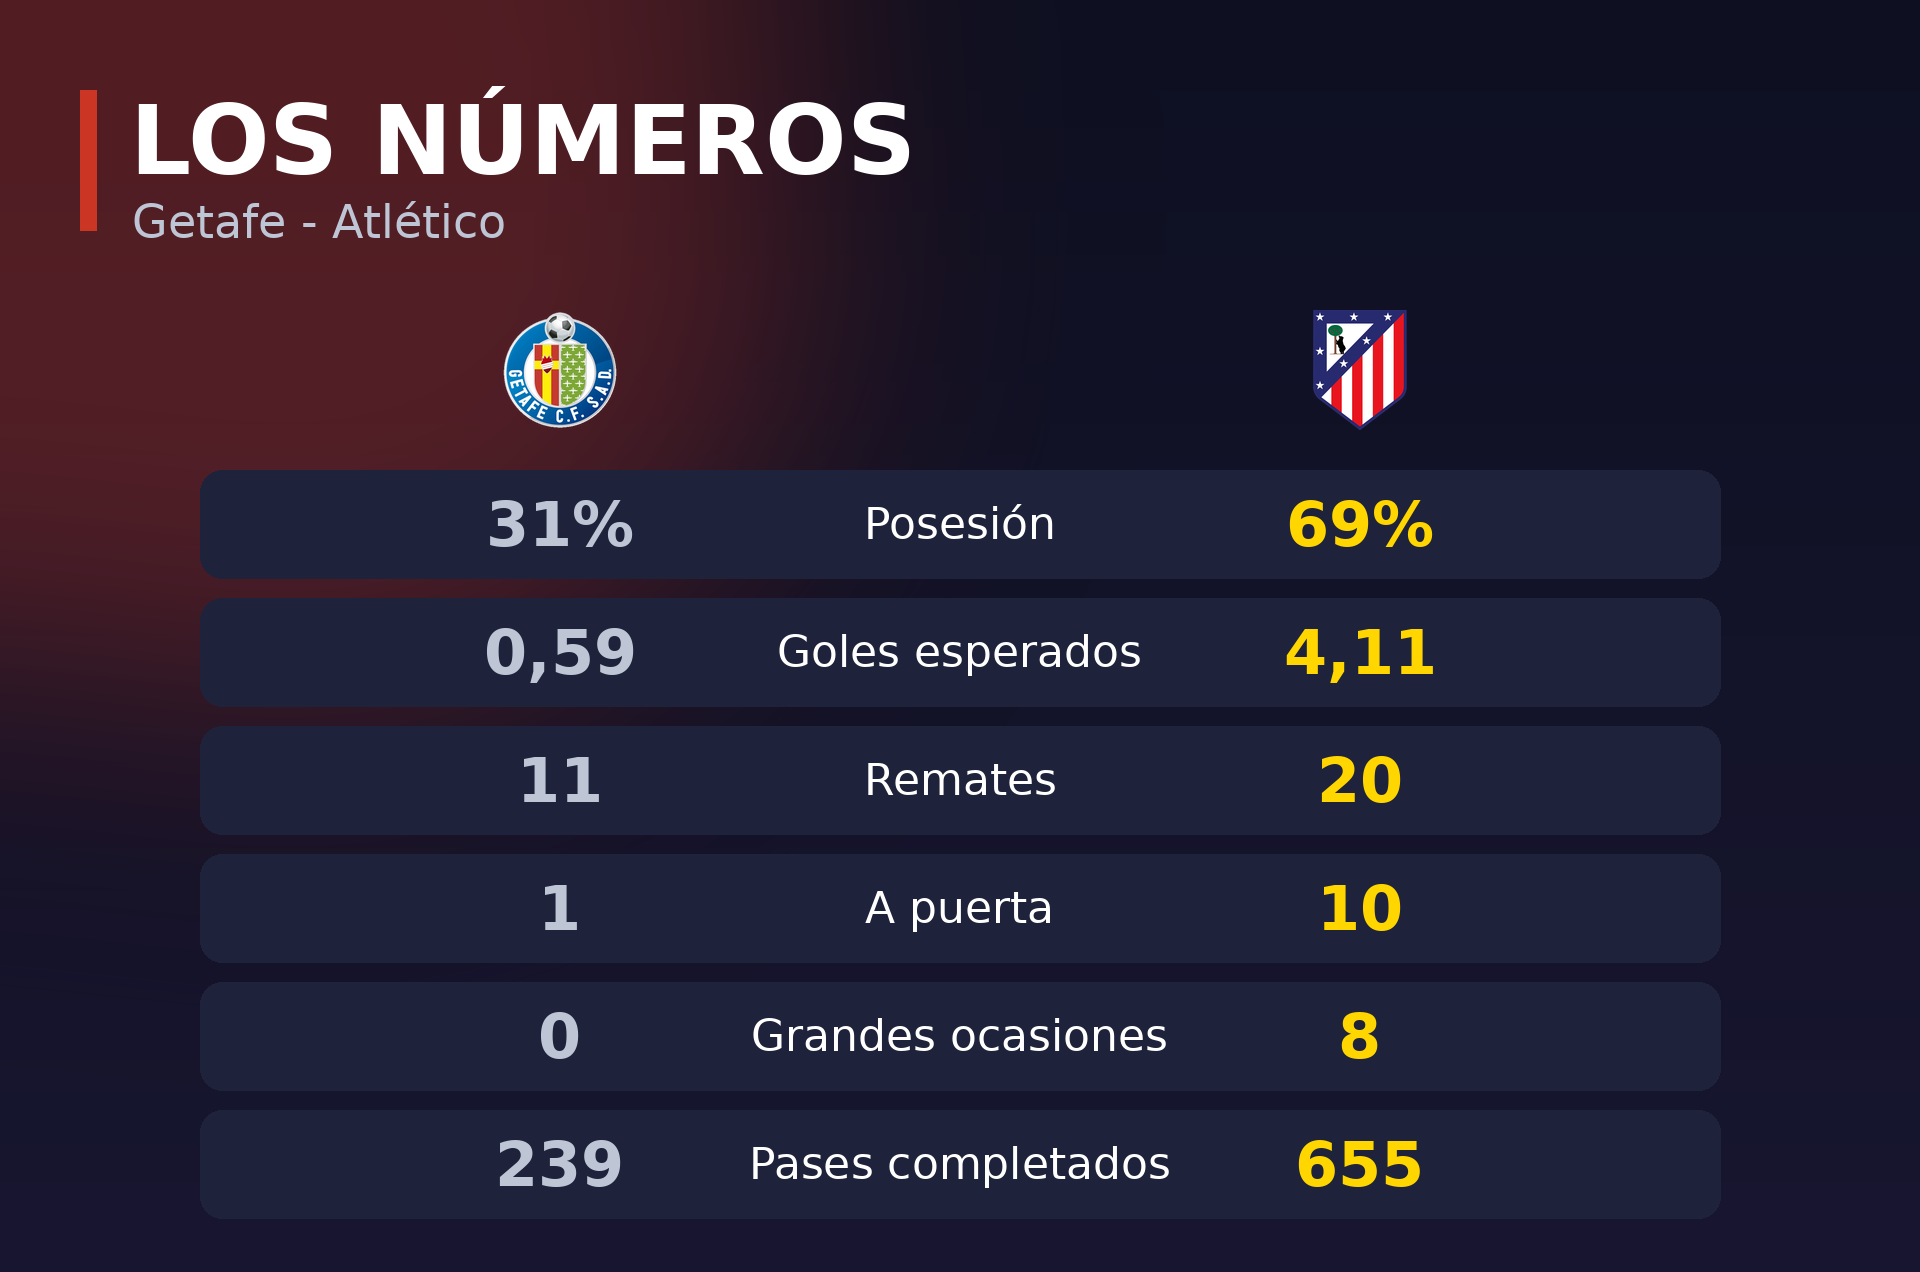 LOS NÚMEROS
Getafe - Atlético
GETAFE C.F. S.A.D.
31% Posesión 69%
0,59 Goles esperados 4,11
11 Remates 20
1 A puerta 10
0 Grandes ocasiones 8
239 Pases completados 655